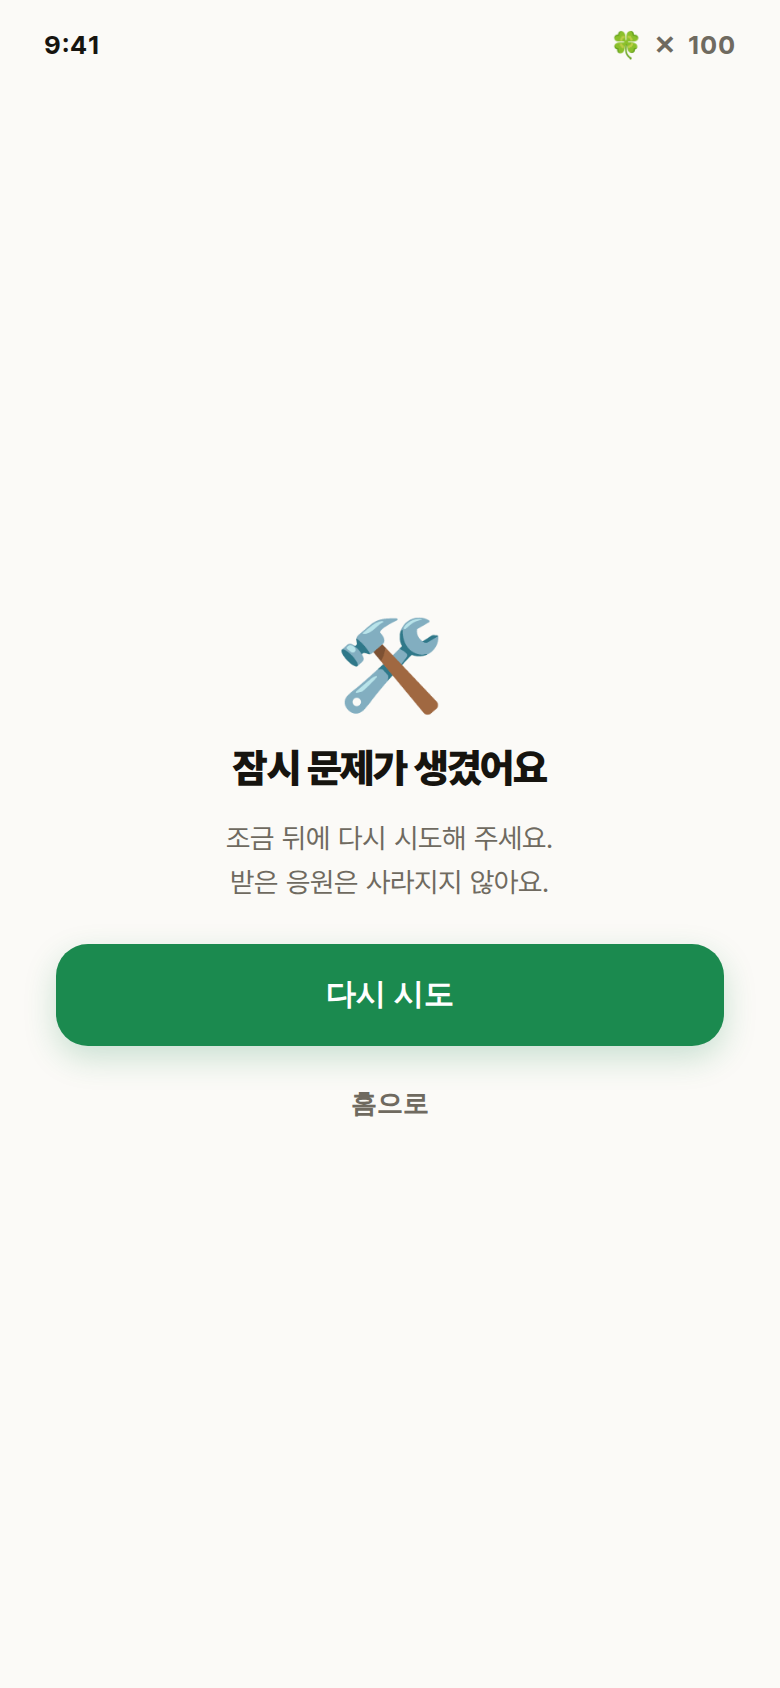 9:41
🍀 × 100
잠시 문제가 생겼어요
조금 뒤에 다시 시도해 주세요.
받은 응원은 사라지지 않아요.
다시 시도
홈으로